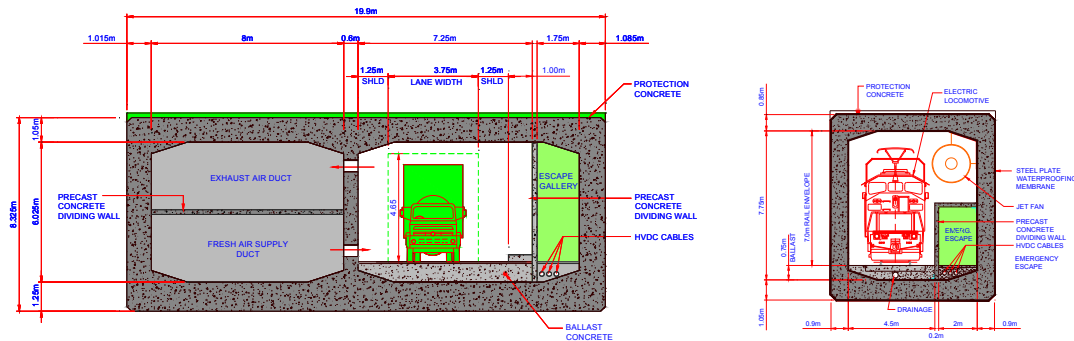 19.9m
1.015m
8m
0.6m
7.25m
1.75m
1.085m
1.25m
SHLD
3.75m
LANE WIDTH
1.25m
SHLD
1.00m
PROTECTION
CONCRETE
1.05m
8.325m
6.025m
1.25m
EXHAUST AIR DUCT
PRECAST
CONCRETE
DIVIDING WALL
FRESH AIR SUPPLY
DUCT
4.65
ESCAPE
GALLERY
PRECAST
CONCRETE
DIVIDING WALL
HVDC CABLES
BALLAST
CONCRETE
PROTECTION
CONCRETE
ELECTRIC
LOCOMOTIVE
0.85m
7.75m
0.75m
BALLAST
7.0m RAIL ENVELOPE
1.05m
STEEL PLATE
WATERPROOFING
MEMBRANE
JET FAN
PRECAST
CONCRETE
DIVIDING WALL
HVDC CABLES
EMERGENCY
ESCAPE
EMERG.
ESCAPE
DRAINAGE
0.9m
4.5m
0.2m
2m
0.9m